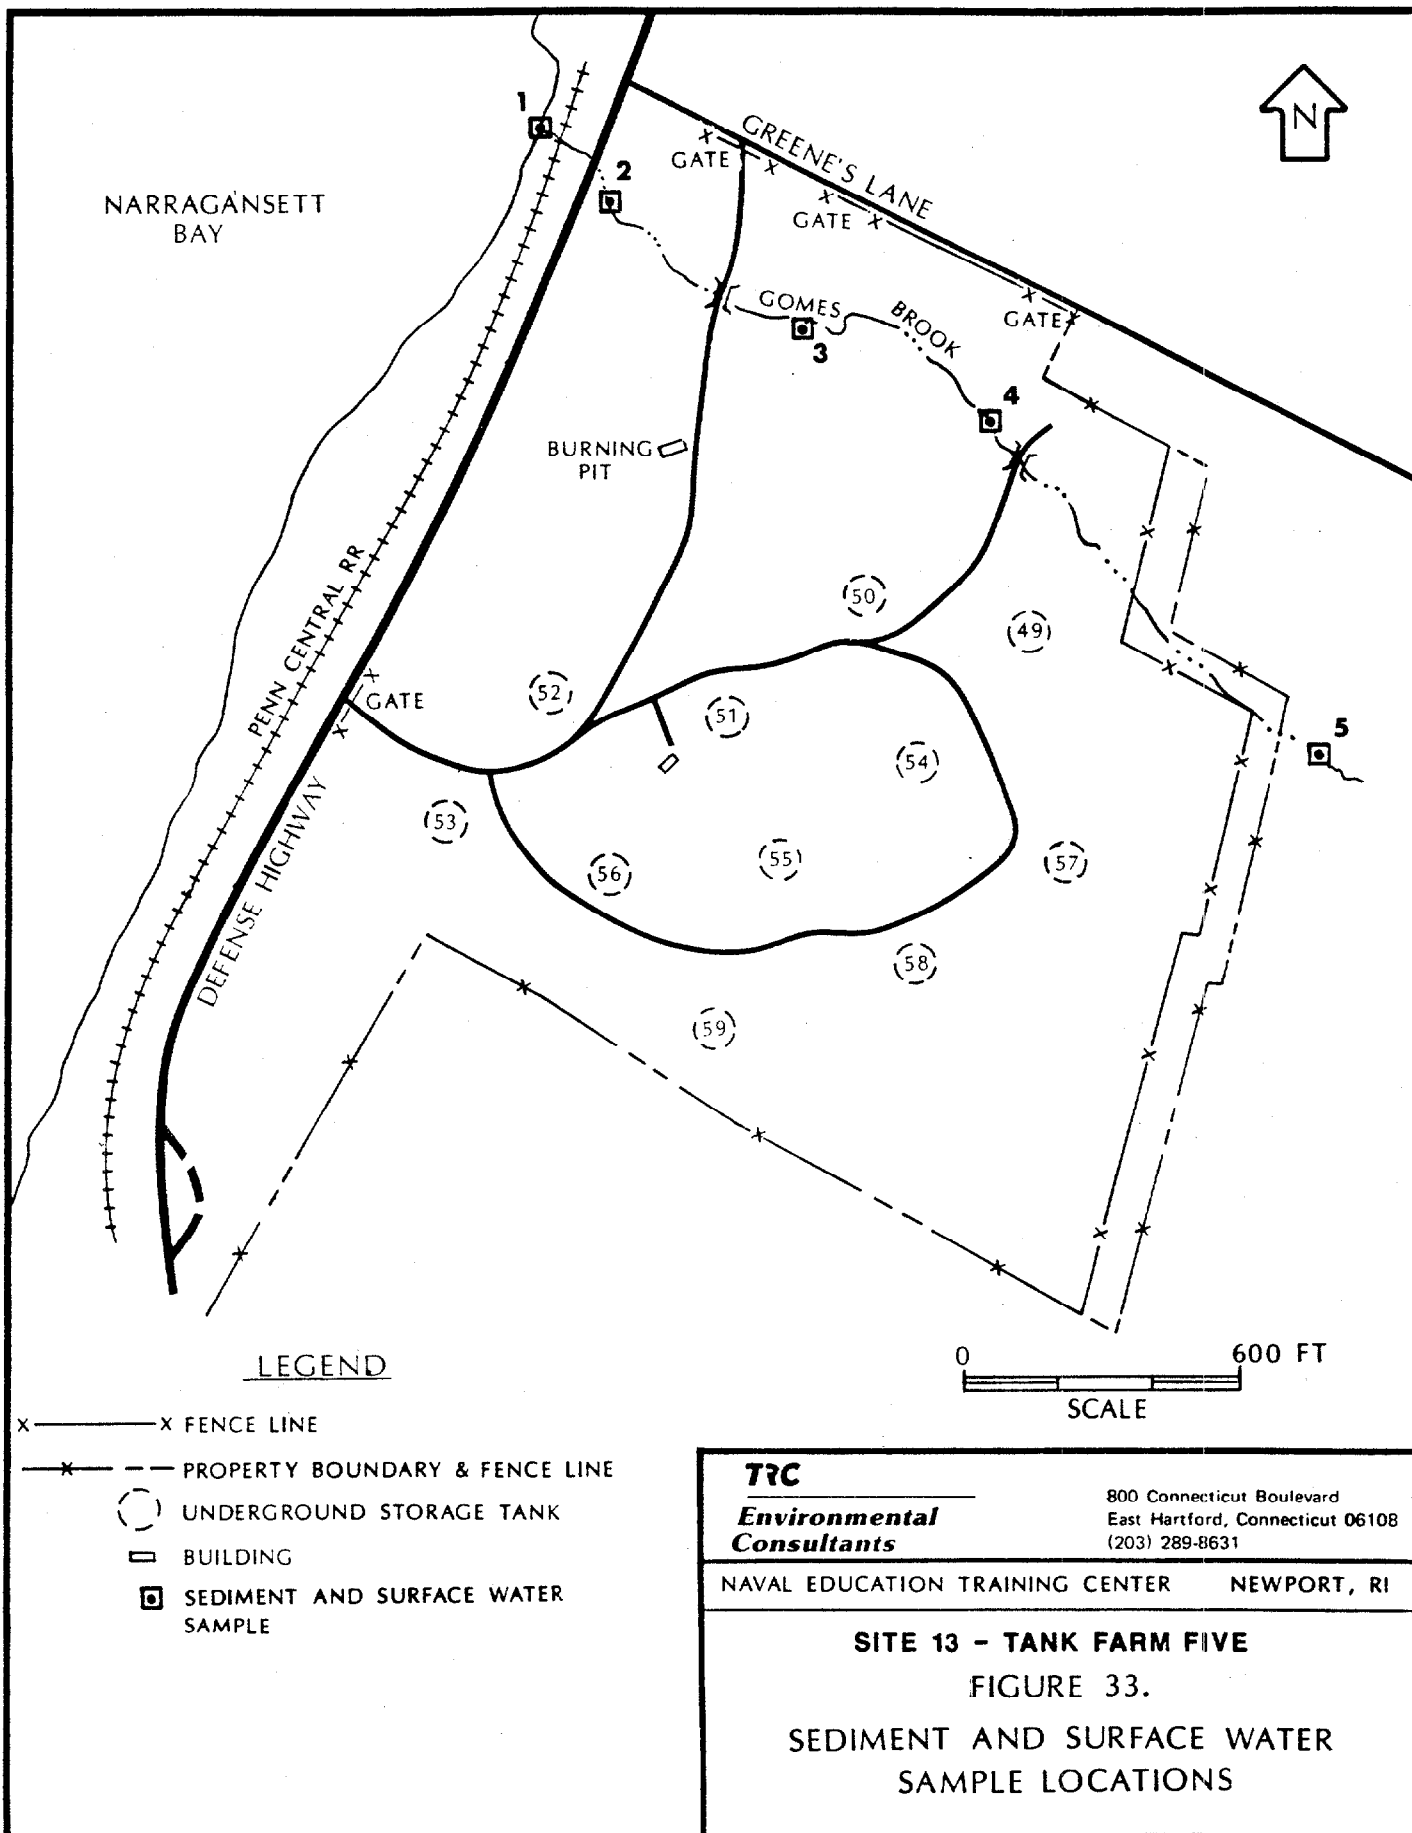 N
1
2
GREENE'S LANE
GATE
GATE
NARRAGANSETT
BAY
GOMES BROOK
GATE
3
4
BURNING
PIT
PENN CENTRAL RR
50
49
52
GATE
51
5
54
53
DEFENSE HIGHWAY
55
57
56
58
59
LEGEND
X X FENCE LINE
X PROPERTY BOUNDARY & FENCE LINE
UNDERGROUND STORAGE TANK
BUILDING
SEDIMENT AND SURFACE WATER
SAMPLE
0 600 FT
SCALE
TRC
Environmental
Consultants
800 Connecticut Boulevard
East Hartford, Connecticut 06108
(203) 289-8631
NAVAL EDUCATION TRAINING CENTER NEWPORT, RI
SITE 13 - TANK FARM FIVE
FIGURE 33.
SEDIMENT AND SURFACE WATER
SAMPLE LOCATIONS